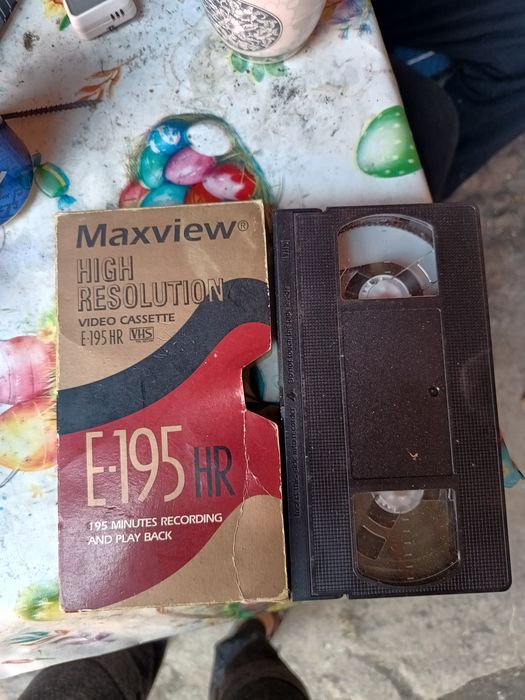 Maxview®
HIGH
RESOLUTION
VIDEO CASSETTE
E-195 HR VHS
E-195 HR
195 MINUTES RECORDING
AND PLAY BACK